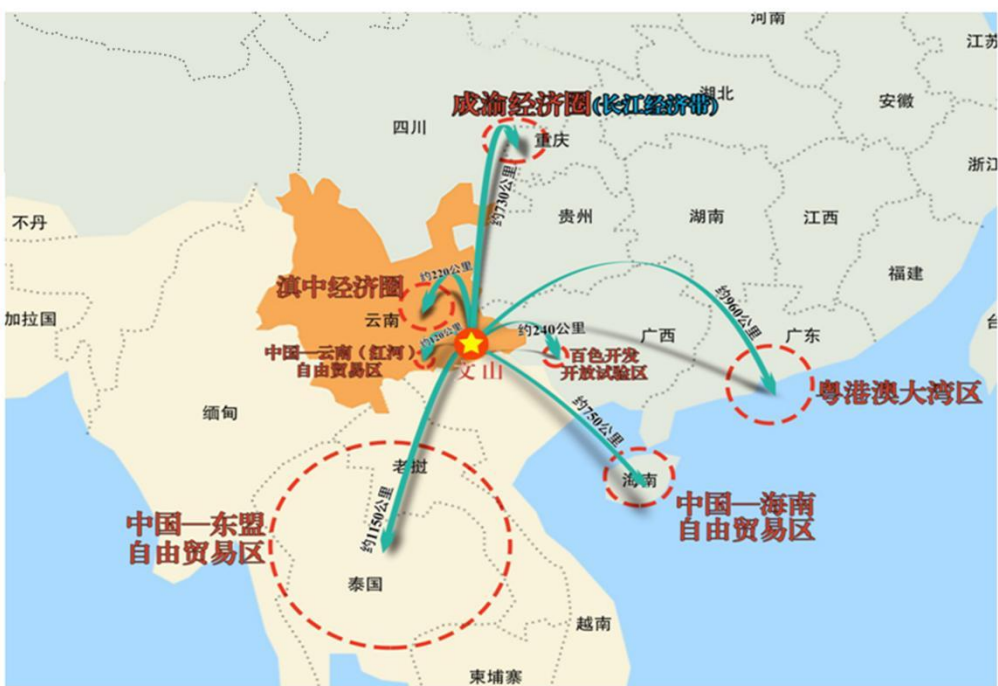 河南
江苏
成渝经济圈(长江经济带)
湖北
安徽
四川
重庆
浙江
约730公里
不丹
贵州
湖南
江西
约220公里
福建
滇中经济圈
约960公里
加拉国
云南
约120公里
约240公里
广西
广东
台
中国—云南（红河）
自由贸易区
文山
百色开发
开放试验区
粤港澳大湾区
缅甸
约750公里
老挝
海南
中国—海南
自由贸易区
约1150公里
中国—东盟
自由贸易区
泰国
越南
柬埔寨